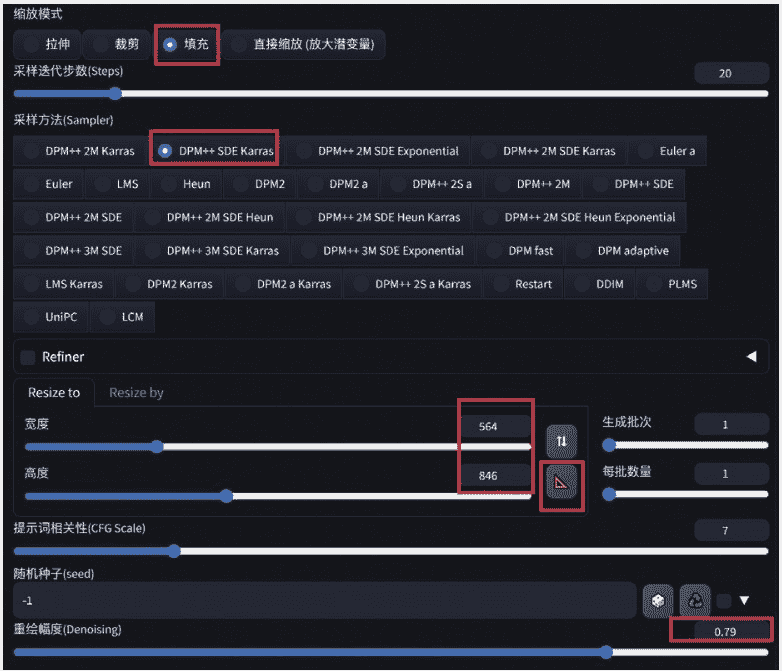 缩放模式
拉伸 裁剪 填充 直接缩放 (放大潜变量)
采样迭代步数(Steps) 20
采样方法(Sampler)
DPM++ 2M Karras DPM++ SDE Karras DPM++ 2M SDE Exponential DPM++ 2M SDE Karras Euler a
Euler LMS Heun DPM2 DPM2 a DPM++ 2S a DPM++ 2M DPM++ SDE
DPM++ 2M SDE DPM++ 2M SDE Heun DPM++ 2M SDE Heun Karras DPM++ 2M SDE Heun Exponential
DPM++ 3M SDE DPM++ 3M SDE Karras DPM++ 3M SDE Exponential DPM fast DPM adaptive
LMS Karras DPM2 Karras DPM2 a Karras DPM++ 2S a Karras Restart DDIM PLMS
UniPC LCM
Refiner
Resize to Resize by
宽度 564 生成批次 1
高度 846 每批数量 1
提示词相关性(CFG Scale) 7
随机种子(seed)
-1
重绘幅度(Denoising) 0.79